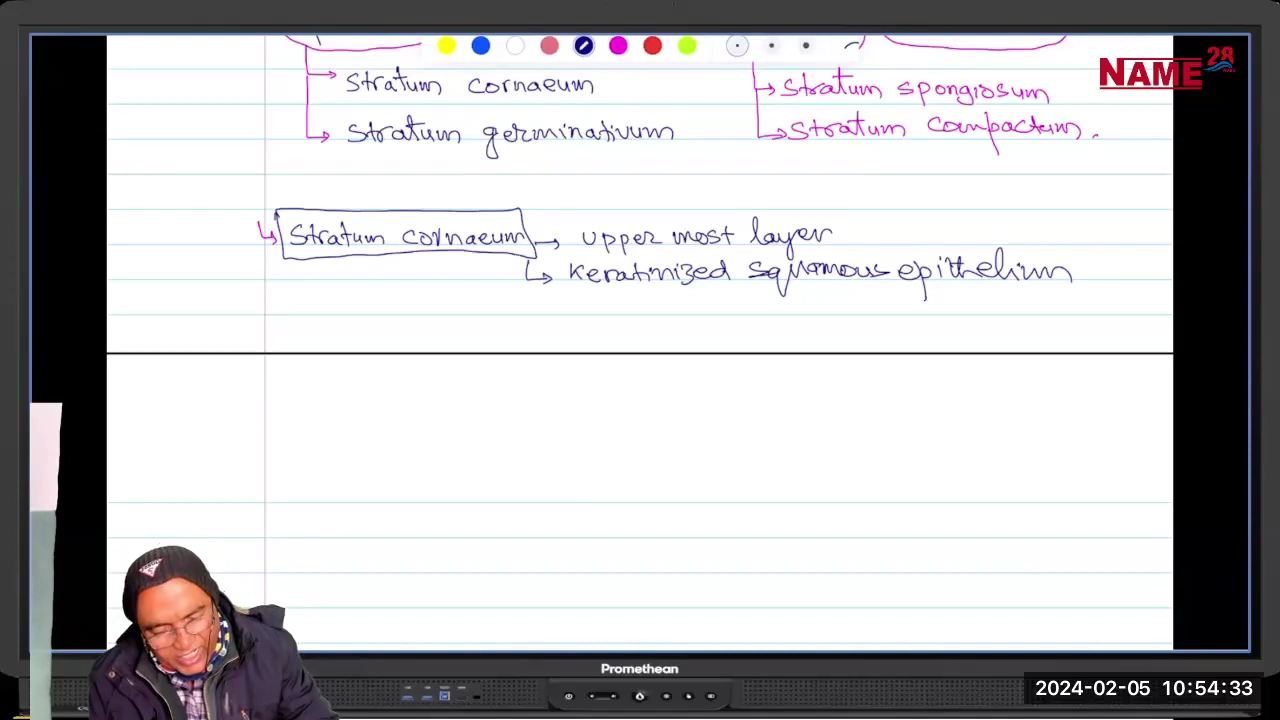 NAME 28
Stratum cornaeum
Stratum spongiosum
Stratum germinativum
Stratum compactum.
Stratum cornaeum → upper most layer
keratinized squamous epithelium
Promethean
2024-02-05 10:54:33